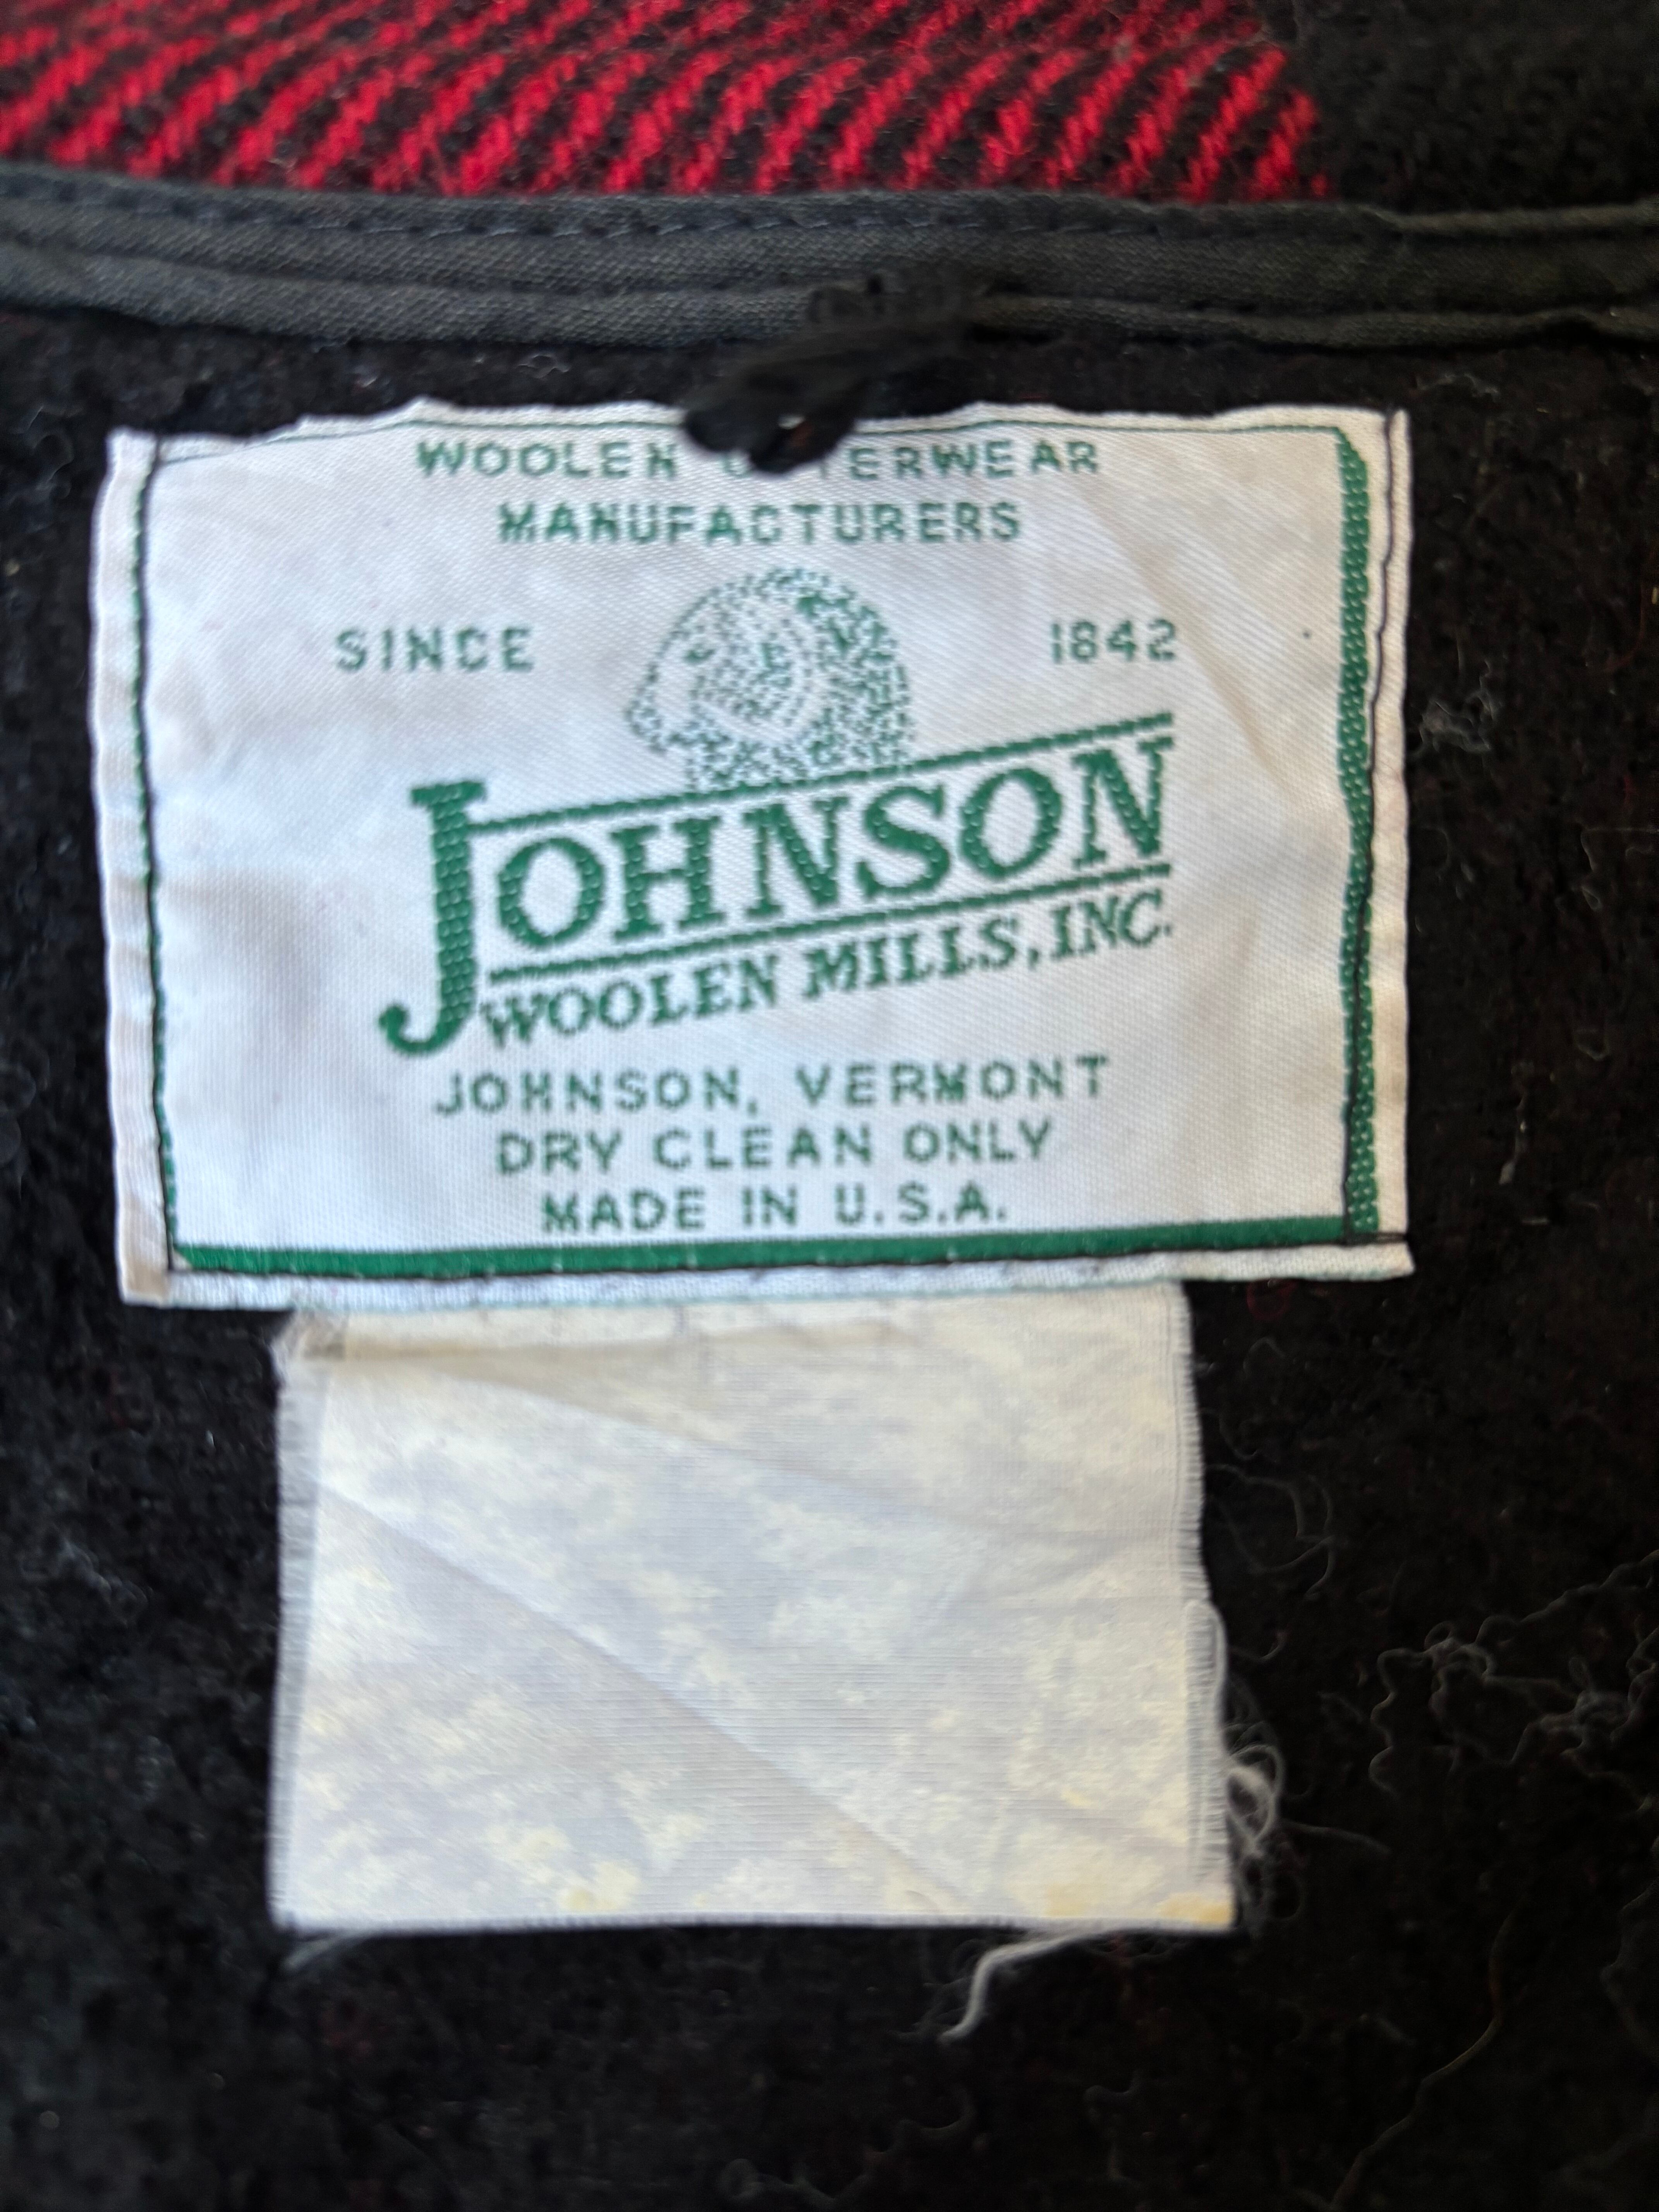 WOOLEN OUTERWEAR
MANUFACTURERS
SINCE 1842
JOHNSON
WOOLEN MILLS, INC.
JOHNSON, VERMONT
DRY CLEAN ONLY
MADE IN U.S.A.